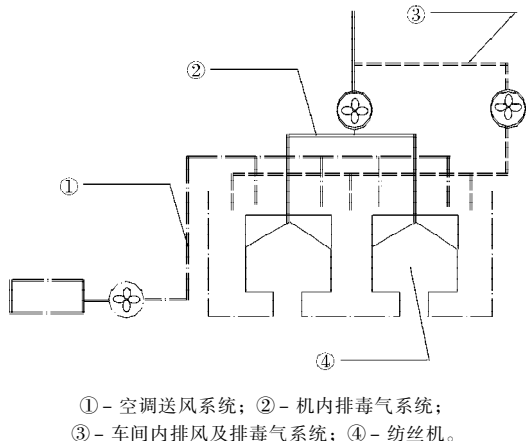 ③
②
①
④
①－空调送风系统；②－机内排毒气系统；
③－车间内排风及排毒气系统；④－纺丝机。